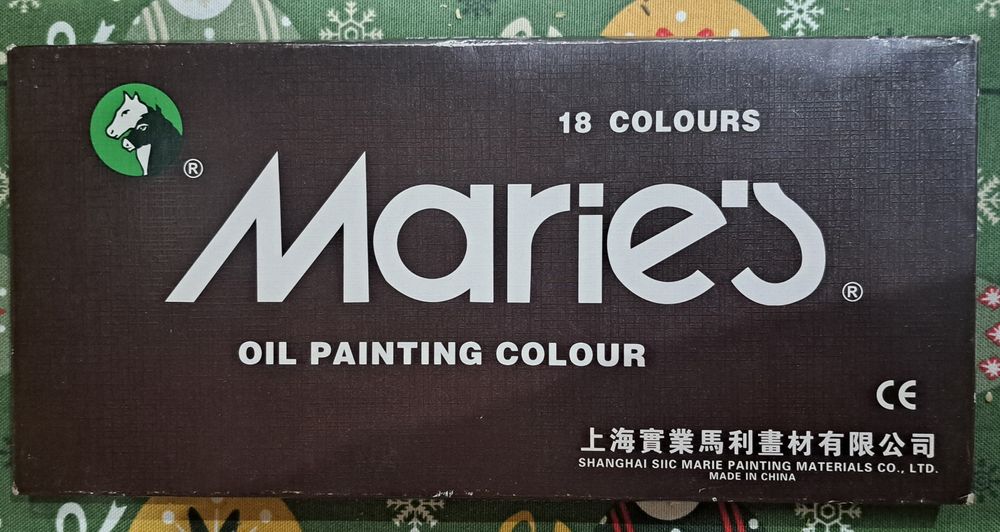 18 COLOURS
®
Marie's ®
OIL PAINTING COLOUR
CE
上海實業馬利畫材有限公司
SHANGHAI SIIC MARIE PAINTING MATERIALS CO., LTD.
MADE IN CHINA